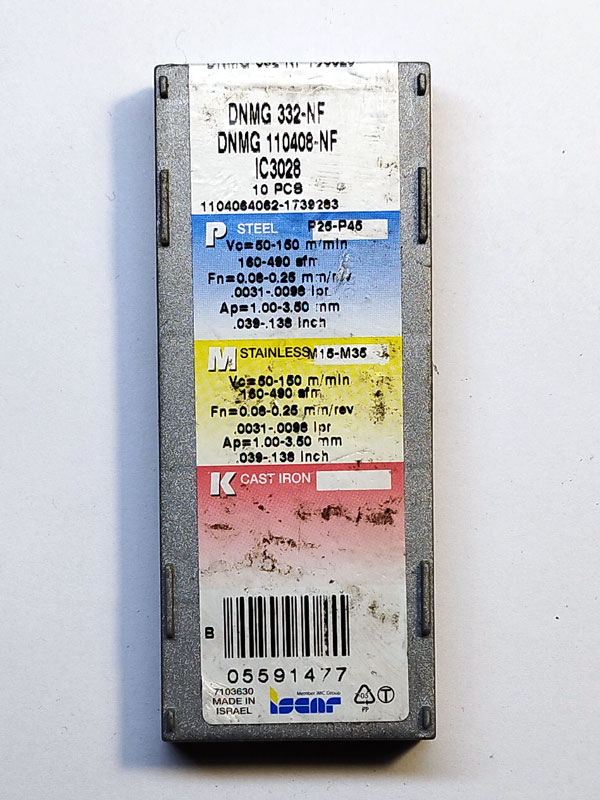 DNMG 332-NF
DNMG 110408-NF
IC3028
10 PCS
1104064062-1739283
P STEEL P25-P45
Vc=50-150 m/min
160-490 sfm
Fn=0.08-0.25 mm/rev
.0031-.0098 ipr
Ap=1.00-3.50 mm
.039-.138 inch
M STAINLESS M15-M35
Vc=50-150 m/min
160-490 sfm
Fn=0.08-0.25 mm/rev
.0031-.0098 ipr
Ap=1.00-3.50 mm
.039-.138 inch
K CAST IRON
B
05591477
7103630
MADE IN
ISRAEL
Member IMC Group
iscar
05
PP
T